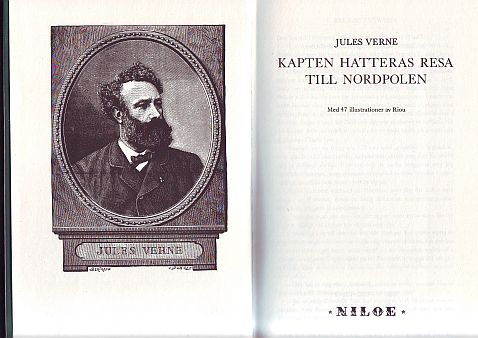 JULES VERNE
JULES VERNE
KAPTEN HATTERAS RESA
TILL NORDPOLEN
Med 47 illustrationer av Riou
* NILOE *